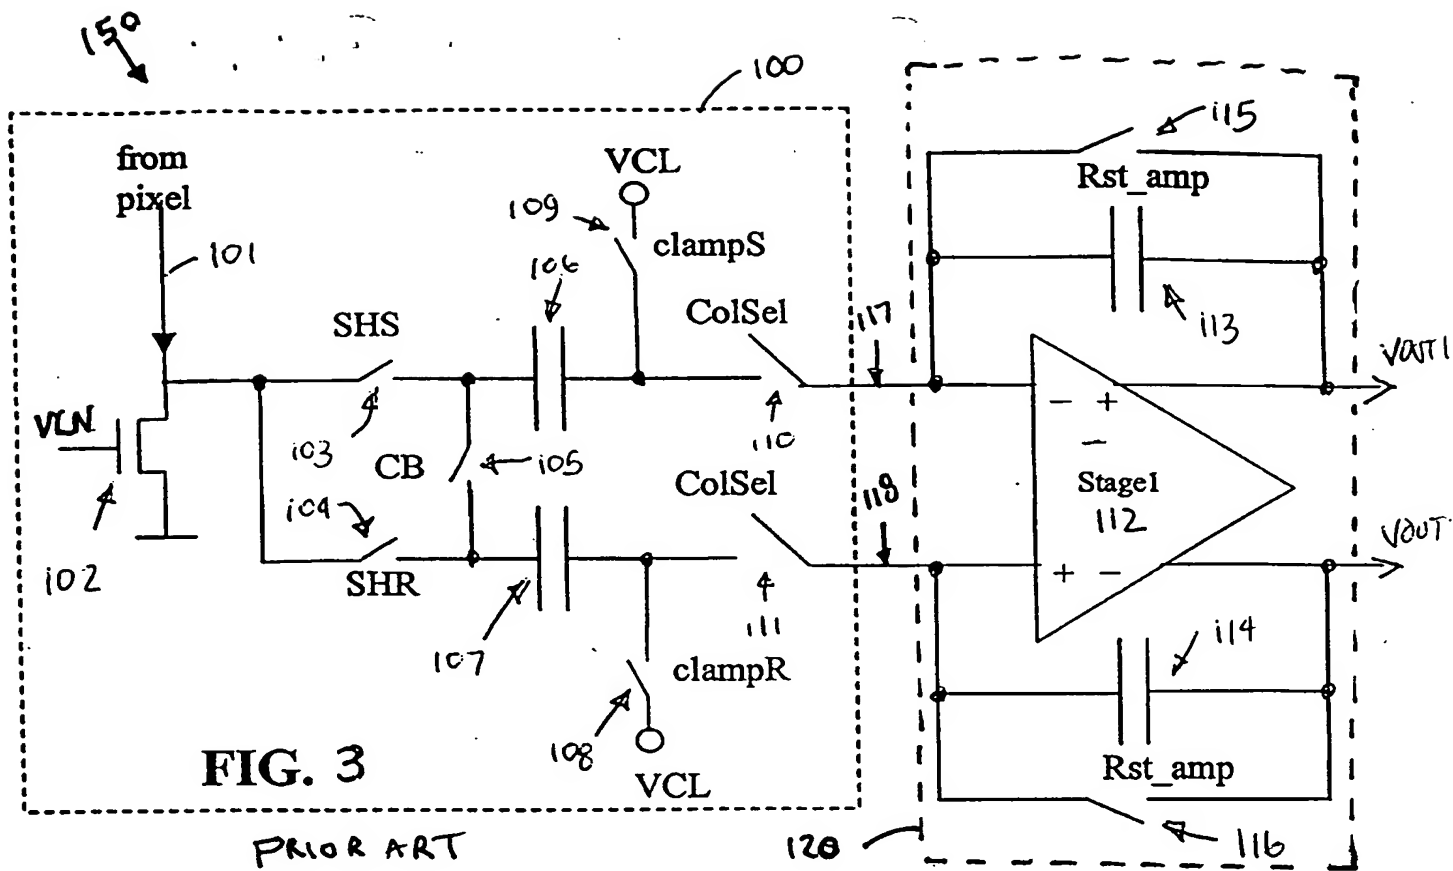 150
100
from
pixel
101
VLN
102
SHS
103
104
SHR
CB
105
106
107
VCL
109
clampS
ColSel
110
117
ColSel
111
118
clampR
108
VCL
115
Rst_amp
113
- +
-
Stage1
112
+ -
VOUT1
VOUT
114
Rst_amp
116
120
FIG. 3
PRIOR ART